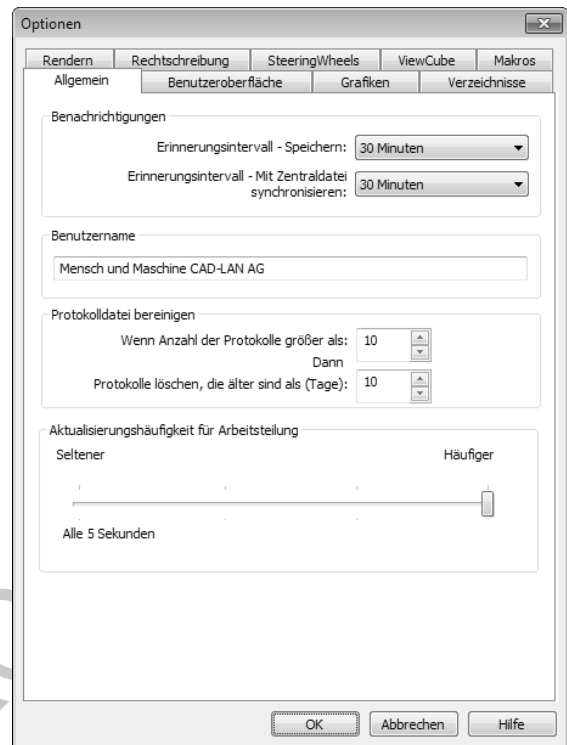 Optionen
Rendern Rechtschreibung SteeringWheels ViewCube Makros
Allgemein Benutzeroberfläche Grafiken Verzeichnisse
Benachrichtigungen
Erinnerungsintervall - Speichern: 30 Minuten
Erinnerungsintervall - Mit Zentraldatei
synchronisieren: 30 Minuten
Benutzername
Mensch und Maschine CAD-LAN AG
Protokolldatei bereinigen
Wenn Anzahl der Protokolle größer als: 10
Dann
Protokolle löschen, die älter sind als (Tage): 10
Aktualisierungshäufigkeit für Arbeitsteilung
Seltener Häufiger
Alle 5 Sekunden
OK Abbrechen Hilfe